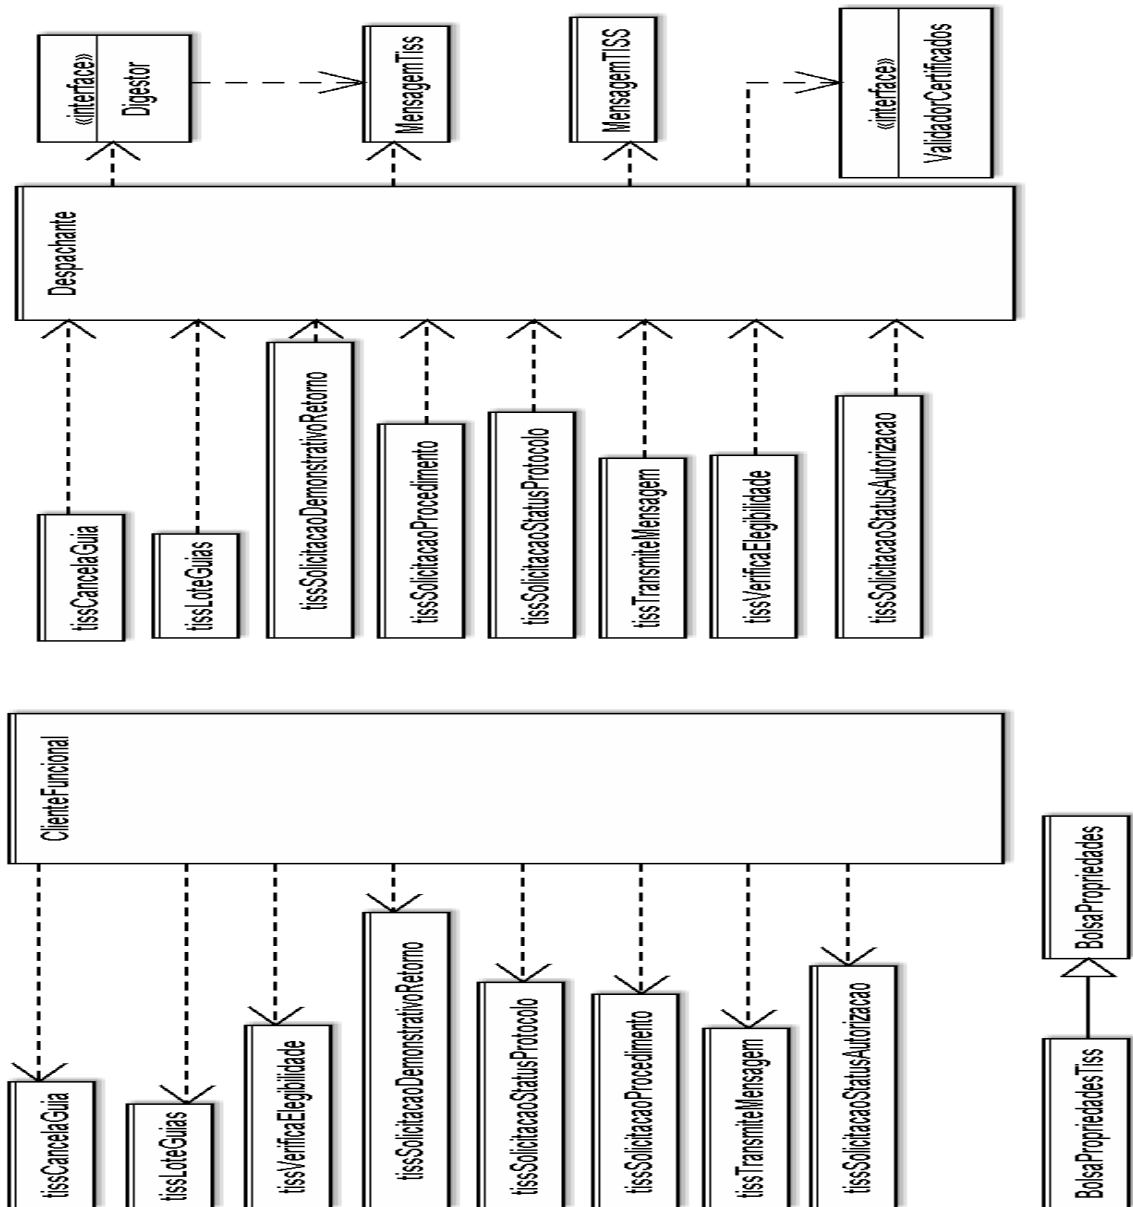 «interface»
Digestor
MensagemTiss
MensagemTISS
«interface»
ValidadorCertificados
Despachante
tissCancelaGuia
tissLoteGuias
tissSolicitacaoDemonstrativoRetorno
tissSolicitacaoProcedimento
tissSolicitacaoStatusProtocolo
tissTransmiteMensagem
tissVerificaElegibilidade
tissSolicitacaoStatusAutorizacao
ClienteFuncional
tissCancelaGuia
tissLoteGuias
tissVerificaElegibilidade
tissSolicitacaoDemonstrativoRetorno
tissSolicitacaoStatusProtocolo
tissSolicitacaoProcedimento
tissTransmiteMensagem
tissSolicitacaoStatusAutorizacao
BolsaPropriedades
BolsaPropriedadesTiss